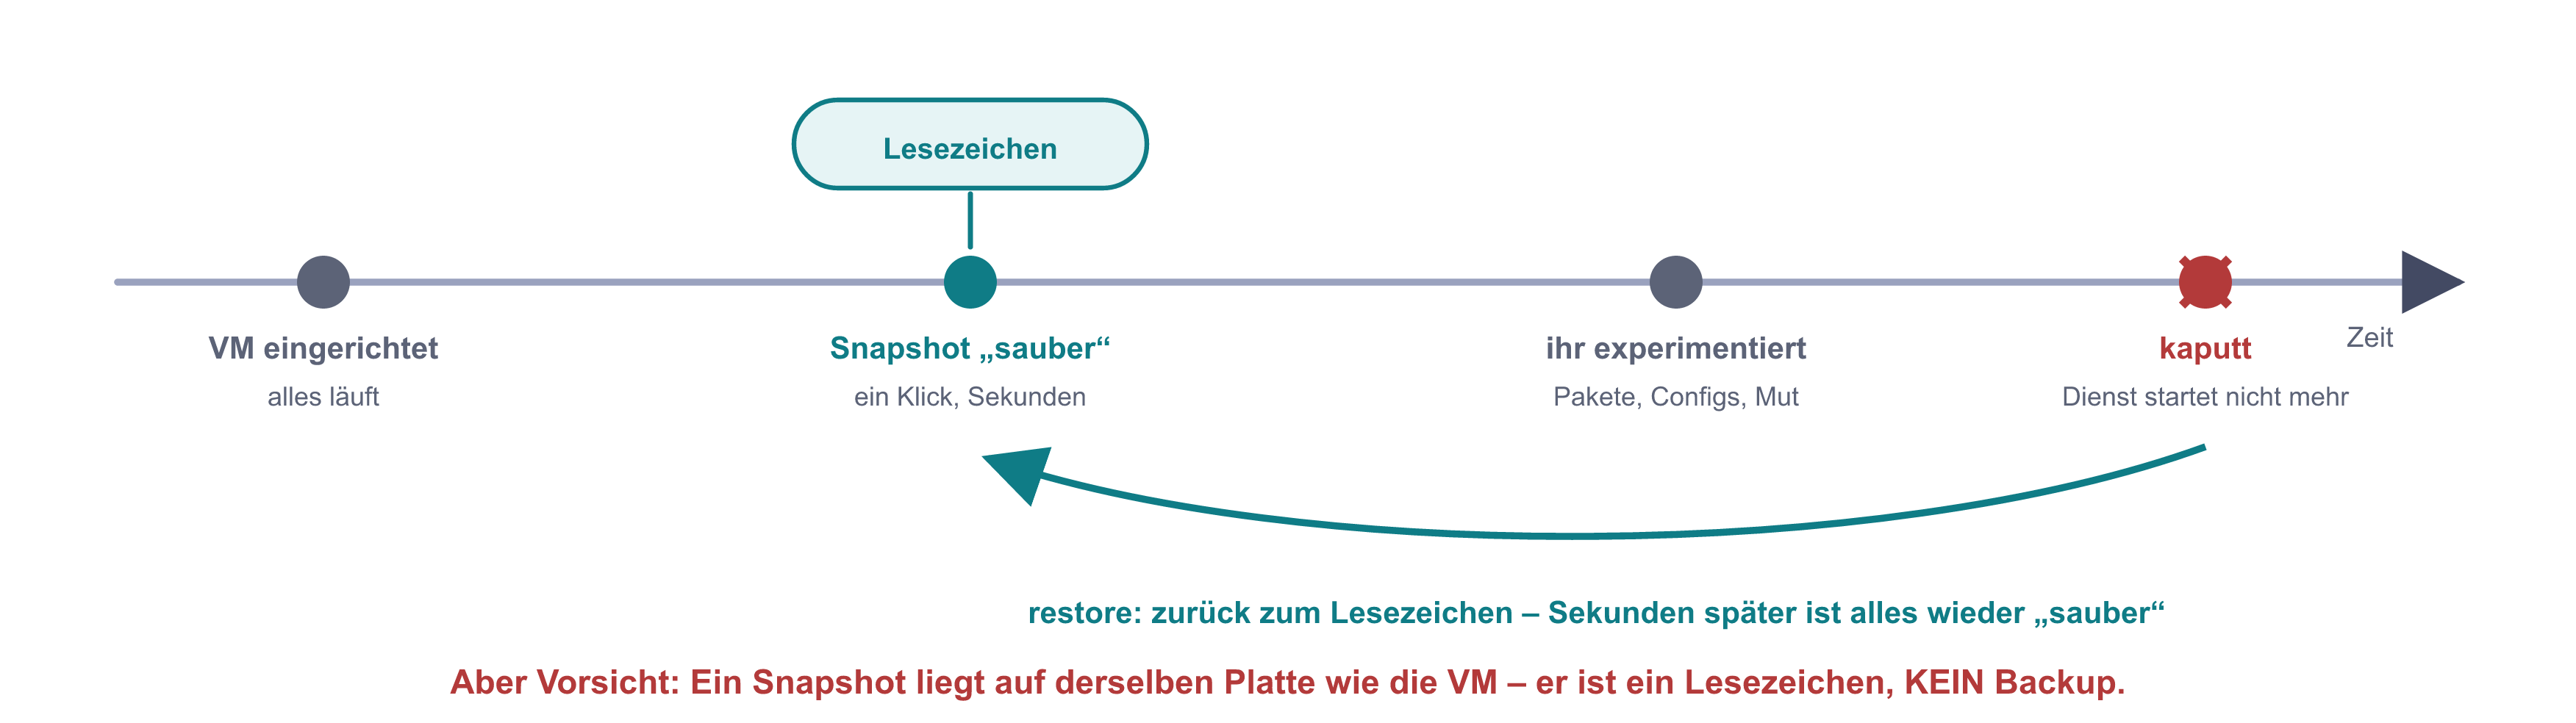 Lesezeichen
VM eingerichtet
alles läuft
Snapshot „sauber“
ein Klick, Sekunden
ihr experimentiert
Pakete, Configs, Mut
kaputt
Dienst startet nicht mehr
Zeit
restore: zurück zum Lesezeichen – Sekunden später ist alles wieder „sauber“
Aber Vorsicht: Ein Snapshot liegt auf derselben Platte wie die VM – er ist ein Lesezeichen, KEIN Backup.